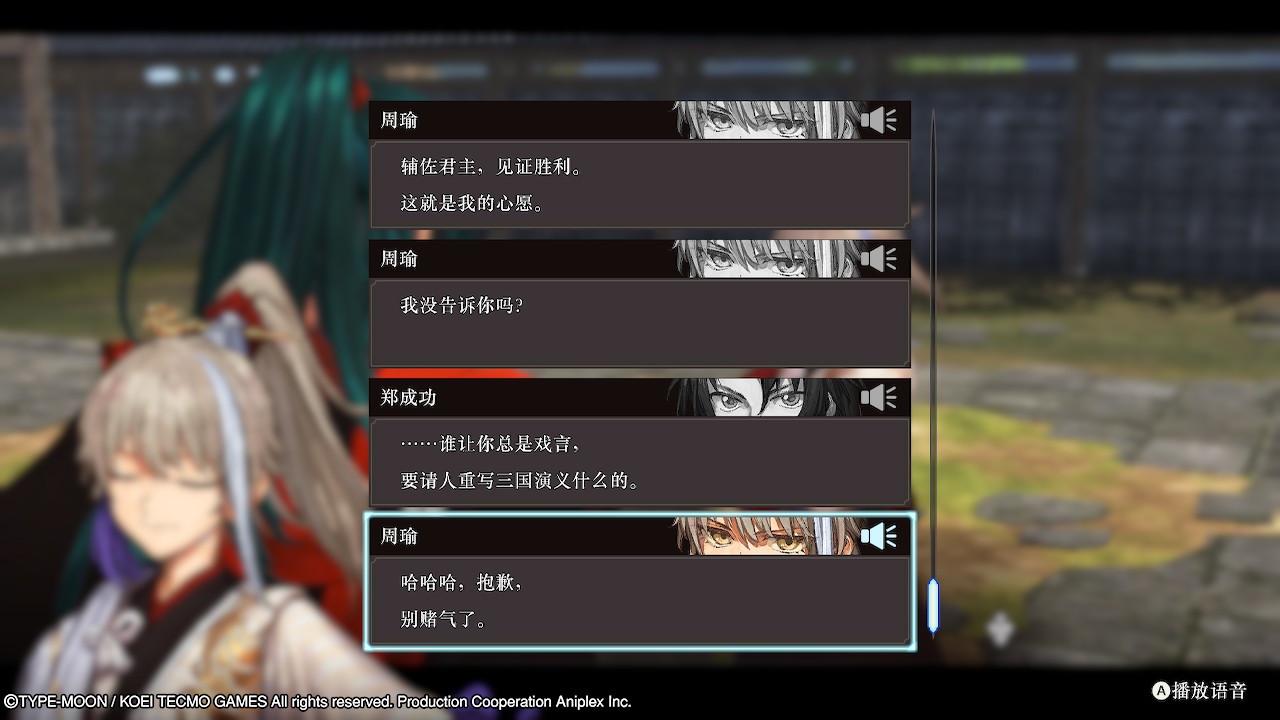 周瑜
辅佐君主，见证胜利。
这就是我的心愿。
周瑜
我没告诉你吗？
郑成功
……谁让你总是戏言，
要请人重写三国演义什么的。
周瑜
哈哈哈，抱歉，
别赌气了。
©TYPE-MOON / KOEI TECMO GAMES All rights reserved. Production Cooperation Aniplex Inc.
A播放语音